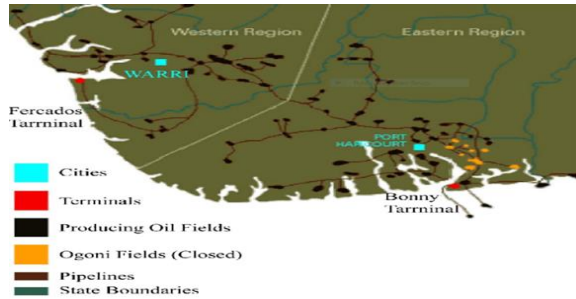 Western Region
Eastern Region
WARRI
Fercados
Tarrninal
PORT
HARCOURT
Bonny
Tarrninal
Cities
Terminals
Producing Oil Fields
Ogoni Fields (Closed)
Pipelines
State Boundaries